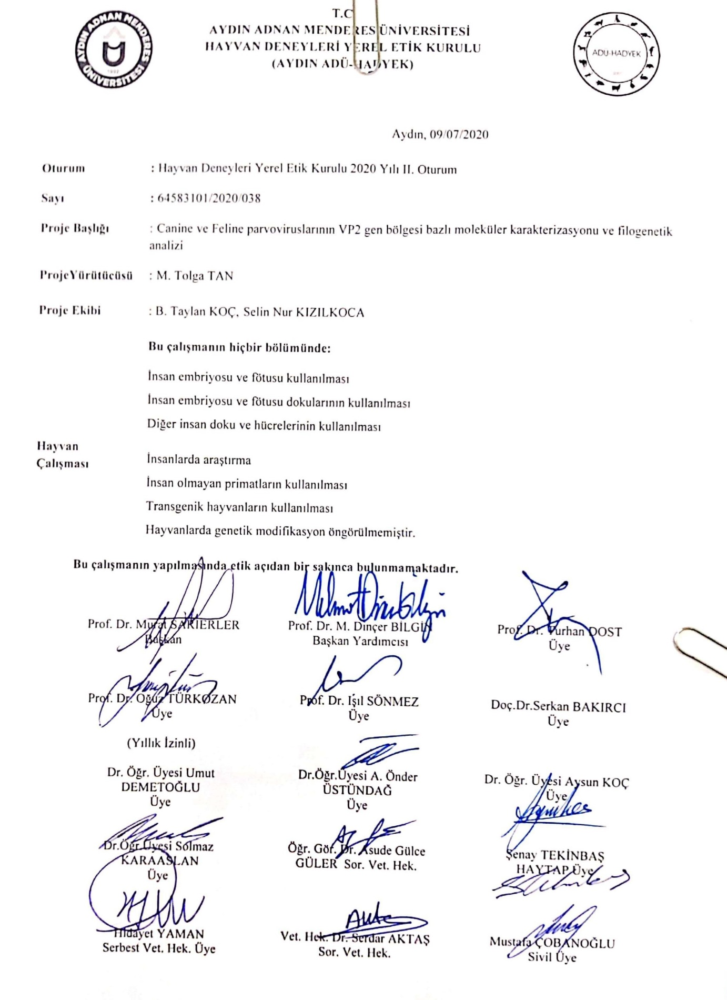 T.C
AYDIN ADNAN MENDERES ÜNİVERSİTESİ
HAYVAN DENEYLERİ YEREL ETİK KURULU
(AYDIN ADÜ-HADYEK)
AYDIN ADNAN MENDERES ÜNİVERSİTESİ
1992
ADÜ-HADYEK
Aydın, 09/07/2020
Oturum : Hayvan Deneyleri Yerel Etik Kurulu 2020 Yılı II. Oturum
Sayı : 64583101/2020/038
Proje Başlığı : Canine ve Feline parvoviruslarının VP2 gen bölgesi bazlı moleküler karakterizasyonu ve filogenetik
analizi
ProjeYürütücüsü : M. Tolga TAN
Proje Ekibi : B. Taylan KOÇ, Selin Nur KIZILKOCA
Bu çalışmanın hiçbir bölümünde:
İnsan embriyosu ve fötusu kullanılması
İnsan embriyosu ve fötusu dokularının kullanılması
Diğer insan doku ve hücrelerinin kullanılması
Hayvan
Çalışması
İnsanlarda araştırma
İnsan olmayan primatların kullanılması
Transgenik hayvanların kullanılması
Hayvanlarda genetik modifikasyon öngörülmemiştir.
Bu çalışmanın yapılmasında etik açıdan bir sakınca bulunmamaktadır.
Prof. Dr. Murat SARIERLER
Başkan
Prof. Dr. M. Dinçer BİLGİN
Başkan Yardımcısı
Prof. Dr. Turhan DOST
Üye
Prof. Dr. Oğuz TÜRKOZAN
Üye
Prof. Dr. Işıl SÖNMEZ
Üye
Doç.Dr.Serkan BAKIRCI
Üye
(Yıllık İzinli)
Dr. Öğr. Üyesi Umut
DEMETOĞLU
Üye
Dr.Öğr.Üyesi A. Önder
ÜSTÜNDAĞ
Üye
Dr. Öğr. Üyesi Aysun KOÇ
Üye
Dr.Öğr.Üyesi Solmaz
KARAASLAN
Üye
Öğr. Gör. Dr. Asude Gülce
GÜLER Sor. Vet. Hek.
Şenay TEKİNBAŞ
HAYTAP Üye
Hidayet YAMAN
Serbest Vet. Hek. Üye
Vet. Hek. Dr. Serdar AKTAŞ
Sor. Vet. Hek.
Mustafa ÇOBANOĞLU
Sivil Üye